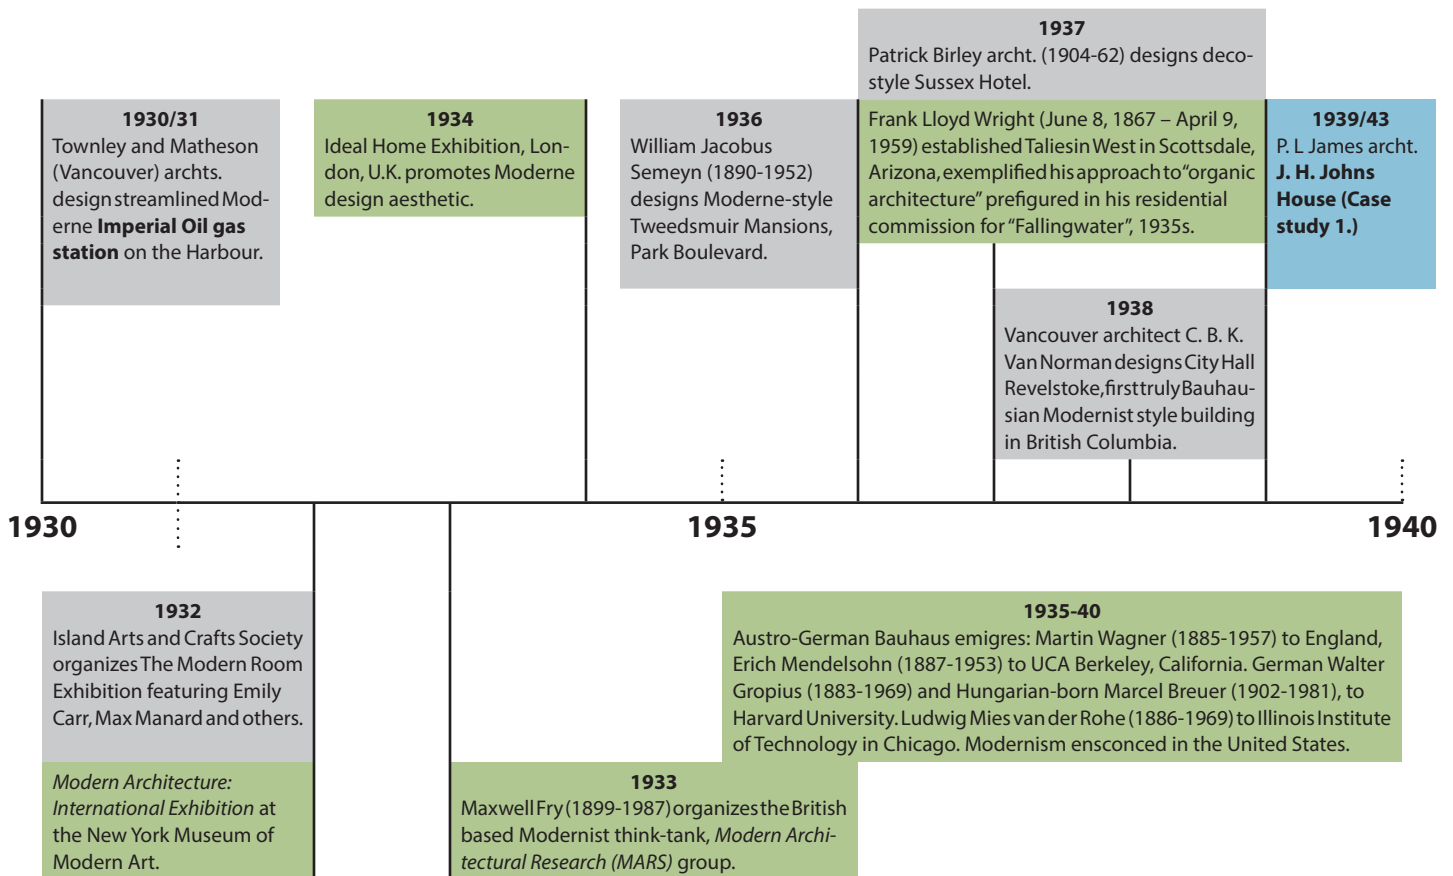 1937
Patrick Birley archt. (1904-62) designs deco-
style Sussex Hotel.
1930/31
Townley and Matheson
(Vancouver) archts.
design streamlined Mod-
erne Imperial Oil gas
station on the Harbour.
1934
Ideal Home Exhibition, Lon-
don, U.K. promotes Moderne
design aesthetic.
1936
William Jacobus
Semeyn (1890-1952)
designs Moderne-style
Tweedsmuir Mansions,
Park Boulevard.
Frank Lloyd Wright (June 8, 1867 – April 9,
1959) established Taliesin West in Scottsdale,
Arizona, exemplified his approach to “organic
architecture” prefigured in his residential
commission for “Fallingwater”, 1935s.
1939/43
P. L James archt.
J. H. Johns
House (Case
study 1.)
1938
Vancouver architect C. B. K.
Van Norman designs City Hall
Revelstoke, first truly Bauhau-
sian Modernist style building
in British Columbia.
1930
1935
1940
1932
Island Arts and Crafts Society
organizes The Modern Room
Exhibition featuring Emily
Carr, Max Manard and others.
Modern Architecture:
International Exhibition at
the New York Museum of
Modern Art.
1933
Maxwell Fry (1899-1987) organizes the British
based Modernist think-tank, Modern Archi-
tectural Research (MARS) group.
1935-40
Austro-German Bauhaus emigres: Martin Wagner (1885-1957) to England,
Erich Mendelsohn (1887-1953) to UCA Berkeley, California. German Walter
Gropius (1883-1969) and Hungarian-born Marcel Breuer (1902-1981), to
Harvard University. Ludwig Mies van der Rohe (1886-1969) to Illinois Institute
of Technology in Chicago. Modernism ensconced in the United States.